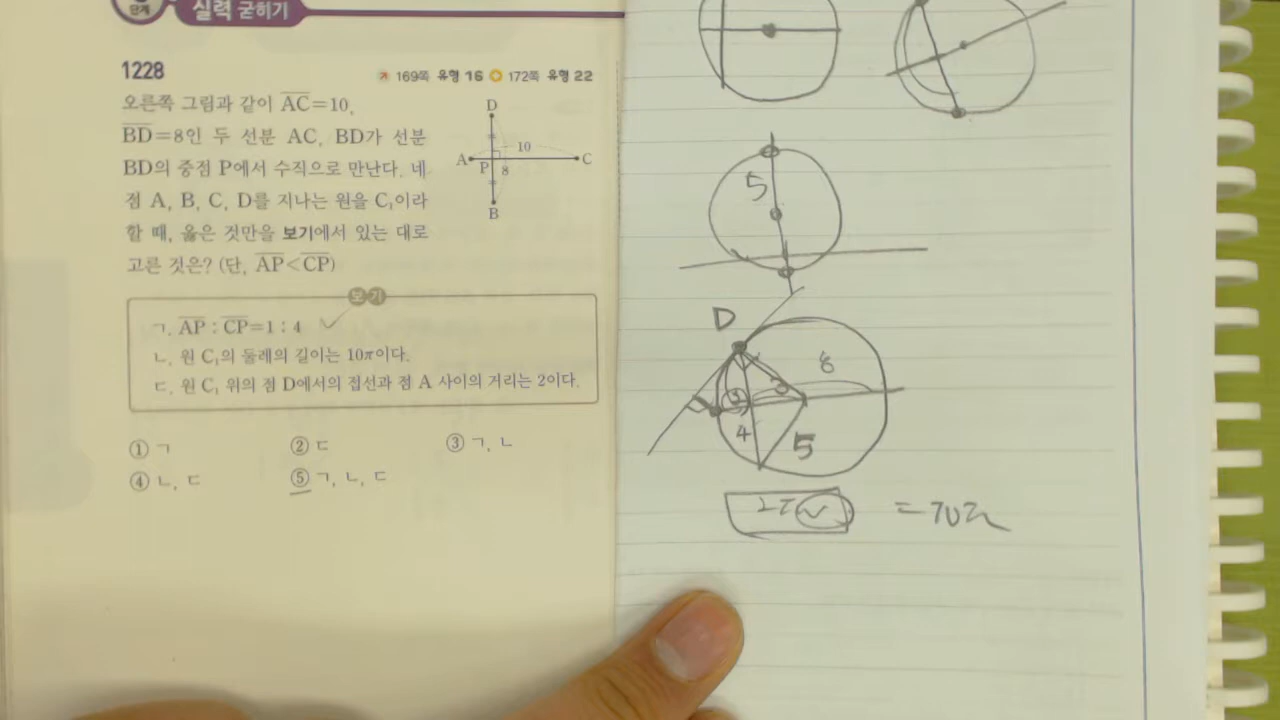 단계 실력 굳히기
1228
169쪽 유형 16 172쪽 유형 22
오른쪽 그림과 같이 AC=10,
BD=8인 두 선분 AC, BD가 선분
BD의 중점 P에서 수직으로 만난다. 네
점 A, B, C, D를 지나는 원을 C₁이라
할 때, 옳은 것만을 보기에서 있는 대로
고른 것은? (단, AP<CP)
D
10
A
C
P
8
B
보기
ㄱ. AP : CP=1 : 4
ㄴ. 원 C₁의 둘레의 길이는 10π이다.
ㄷ. 원 C₁ 위의 점 D에서의 접선과 점 A 사이의 거리는 2이다.
① ㄱ
② ㄷ
③ ㄱ, ㄴ
④ ㄴ, ㄷ
⑤ ㄱ, ㄴ, ㄷ
5
D
8
3
4
5
=10π